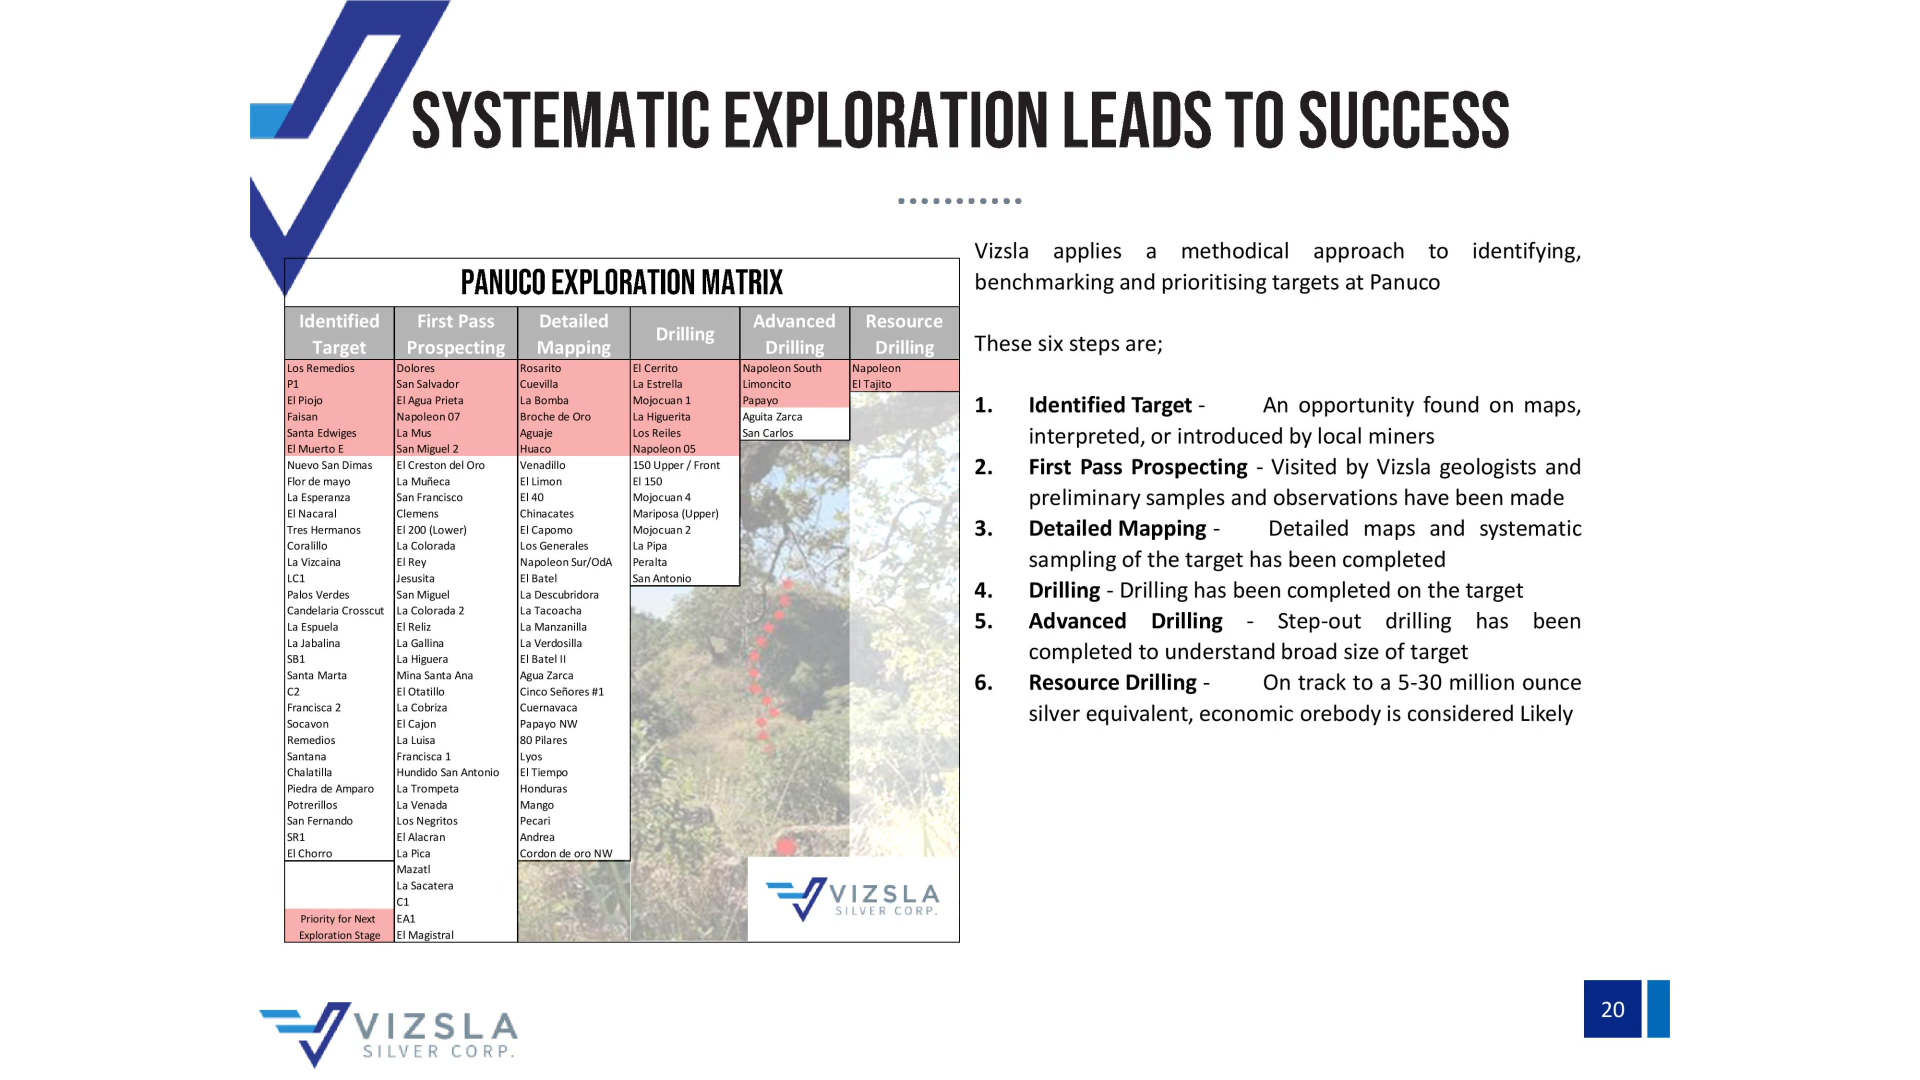 SYSTEMATIC EXPLORATION LEADS TO SUCCESS
PANUCO EXPLORATION MATRIX
Identified Target
First Pass Prospecting
Detailed Mapping
Drilling
Advanced Drilling
Resource Drilling
Los Remedios
P1
El Piojo
Faisan
Santa Edwiges
El Muerto E
Nuevo San Dimas
Flor de mayo
La Esperanza
El Nacaral
Tres Hermanos
Coralillo
La Vizcaina
LC1
Palos Verdes
Candelaria Crosscut
La Espuela
La Jabalina
SB1
Santa Marta
C2
Francisca 2
Socavon
Remedios
Santana
Chalatilla
Piedra de Amparo
Potrerillos
San Fernando
SR1
El Chorro
Priority for Next
Exploration Stage
Dolores
San Salvador
El Agua Prieta
Napoleon 07
La Mus
San Miguel 2
El Creston del Oro
La Muñeca
San Francisco
Clemens
El 200 (Lower)
La Colorada
El Rey
Jesusita
San Miguel
La Colorada 2
El Reliz
La Gallina
La Higuera
Mina Santa Ana
El Otatillo
La Cobriza
El Cajon
La Luisa
Francisca 1
Hundido San Antonio
La Trompeta
La Venada
Los Negritos
El Alacran
La Pica
Mazatl
La Sacatera
C1
EA1
El Magistral
Rosarito
Cuevilla
La Bomba
Broche de Oro
Aguaje
Huaco
Venadillo
El Limon
El 40
Chinacates
El Capomo
Los Generales
Napoleon Sur/OdA
El Batel
La Descubridora
La Tacoacha
La Manzanilla
La Verdosilla
El Batel II
Agua Zarca
Cinco Señores #1
Cuernavaca
Papayo NW
80 Pilares
Lyos
El Tiempo
Honduras
Mango
Pecari
Andrea
Cordon de oro NW
El Cerrito
La Estrella
Mojocuan 1
La Higuerita
Los Reiles
Napoleon 05
150 Upper / Front
El 150
Mojocuan 4
Mariposa (Upper)
Mojocuan 2
La Pipa
Peralta
San Antonio
Napoleon South
Limoncito
Papayo
Aguita Zarca
San Carlos
Napoleon
El Tajito
VIZSLA
SILVER CORP.
Vizsla applies a methodical approach to identifying,
benchmarking and prioritising targets at Panuco
These six steps are;
1. Identified Target - An opportunity found on maps,
interpreted, or introduced by local miners
2. First Pass Prospecting - Visited by Vizsla geologists and
preliminary samples and observations have been made
3. Detailed Mapping - Detailed maps and systematic
sampling of the target has been completed
4. Drilling - Drilling has been completed on the target
5. Advanced Drilling - Step-out drilling has been
completed to understand broad size of target
6. Resource Drilling - On track to a 5-30 million ounce
silver equivalent, economic orebody is considered Likely
VIZSLA
SILVER CORP.
20